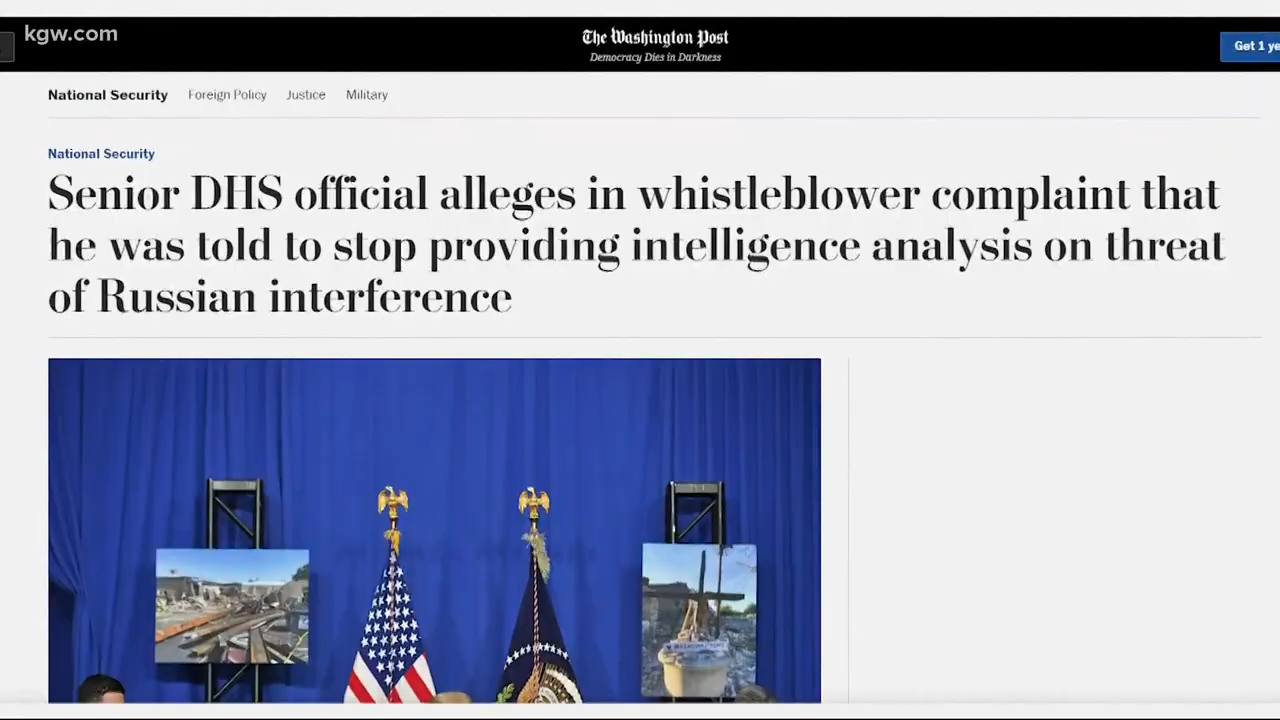 kgw.com
The Washington Post
Democracy Dies in Darkness
Get 1 ye
National Security Foreign Policy Justice Military
National Security
Senior DHS official alleges in whistleblower complaint that
he was told to stop providing intelligence analysis on threat
of Russian interference